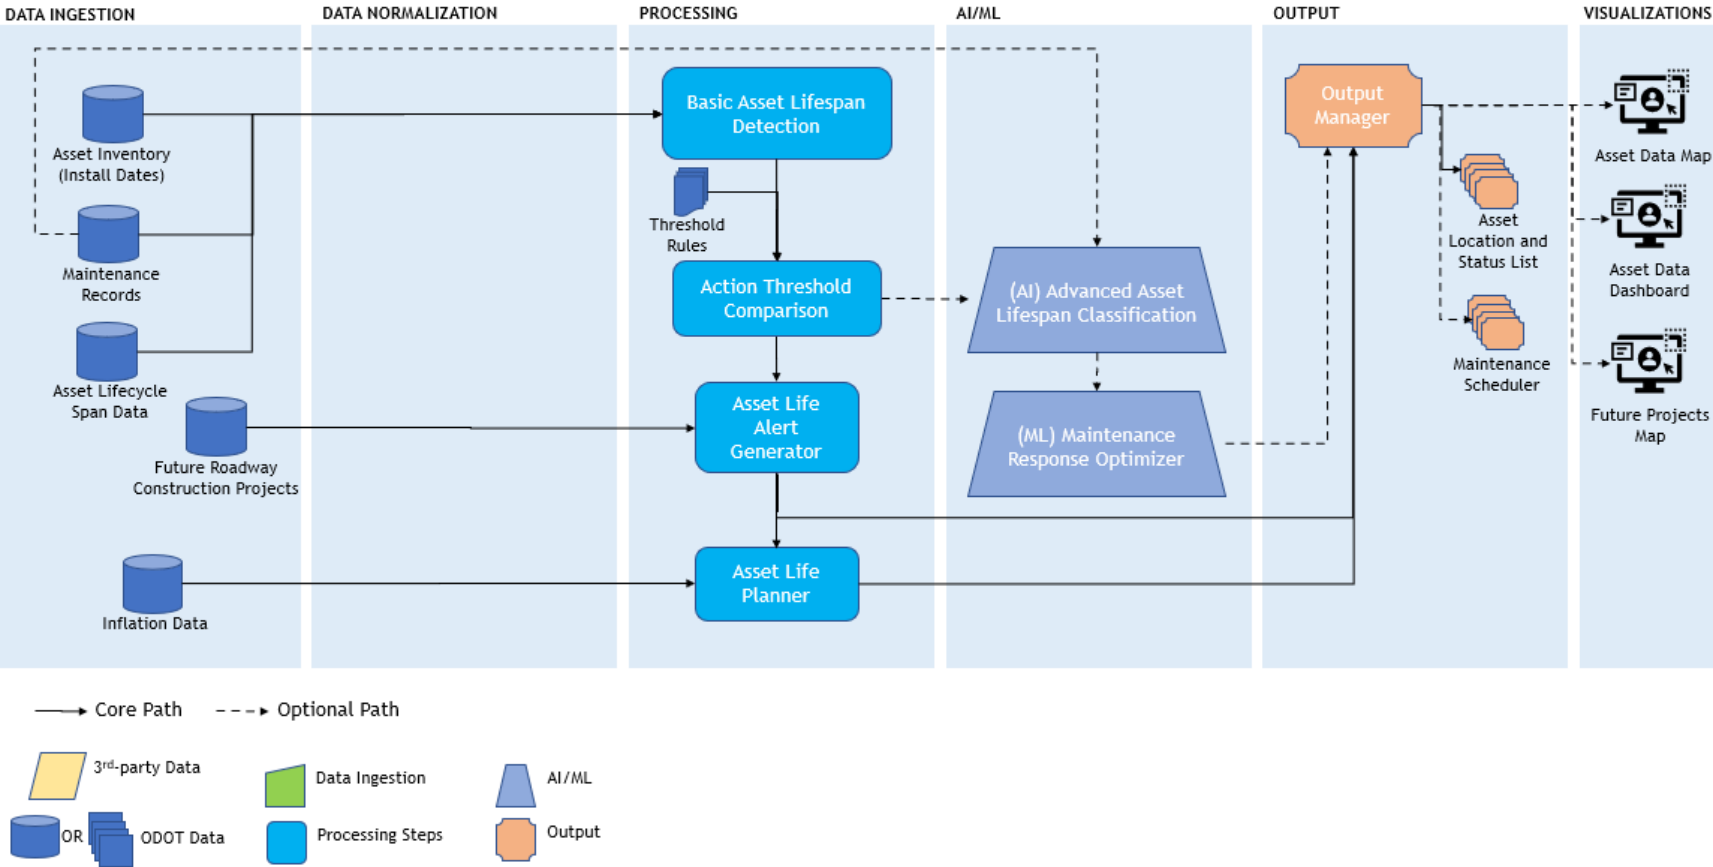 DATA INGESTION
DATA NORMALIZATION
PROCESSING
AI/ML
OUTPUT
VISUALIZATIONS
Asset Inventory
(Install Dates)
Maintenance
Records
Asset Lifecycle
Span Data
Future Roadway
Construction Projects
Inflation Data
Basic Asset Lifespan
Detection
Threshold
Rules
Action Threshold
Comparison
Asset Life
Alert
Generator
Asset Life
Planner
(AI) Advanced Asset
Lifespan Classification
(ML) Maintenance
Response Optimizer
Output
Manager
Asset
Location and
Status List
Maintenance
Scheduler
Asset Data Map
Asset Data
Dashboard
Future Projects
Map
Core Path
Optional Path
3rd-party Data
Data Ingestion
AI/ML
OR
ODOT Data
Processing Steps
Output